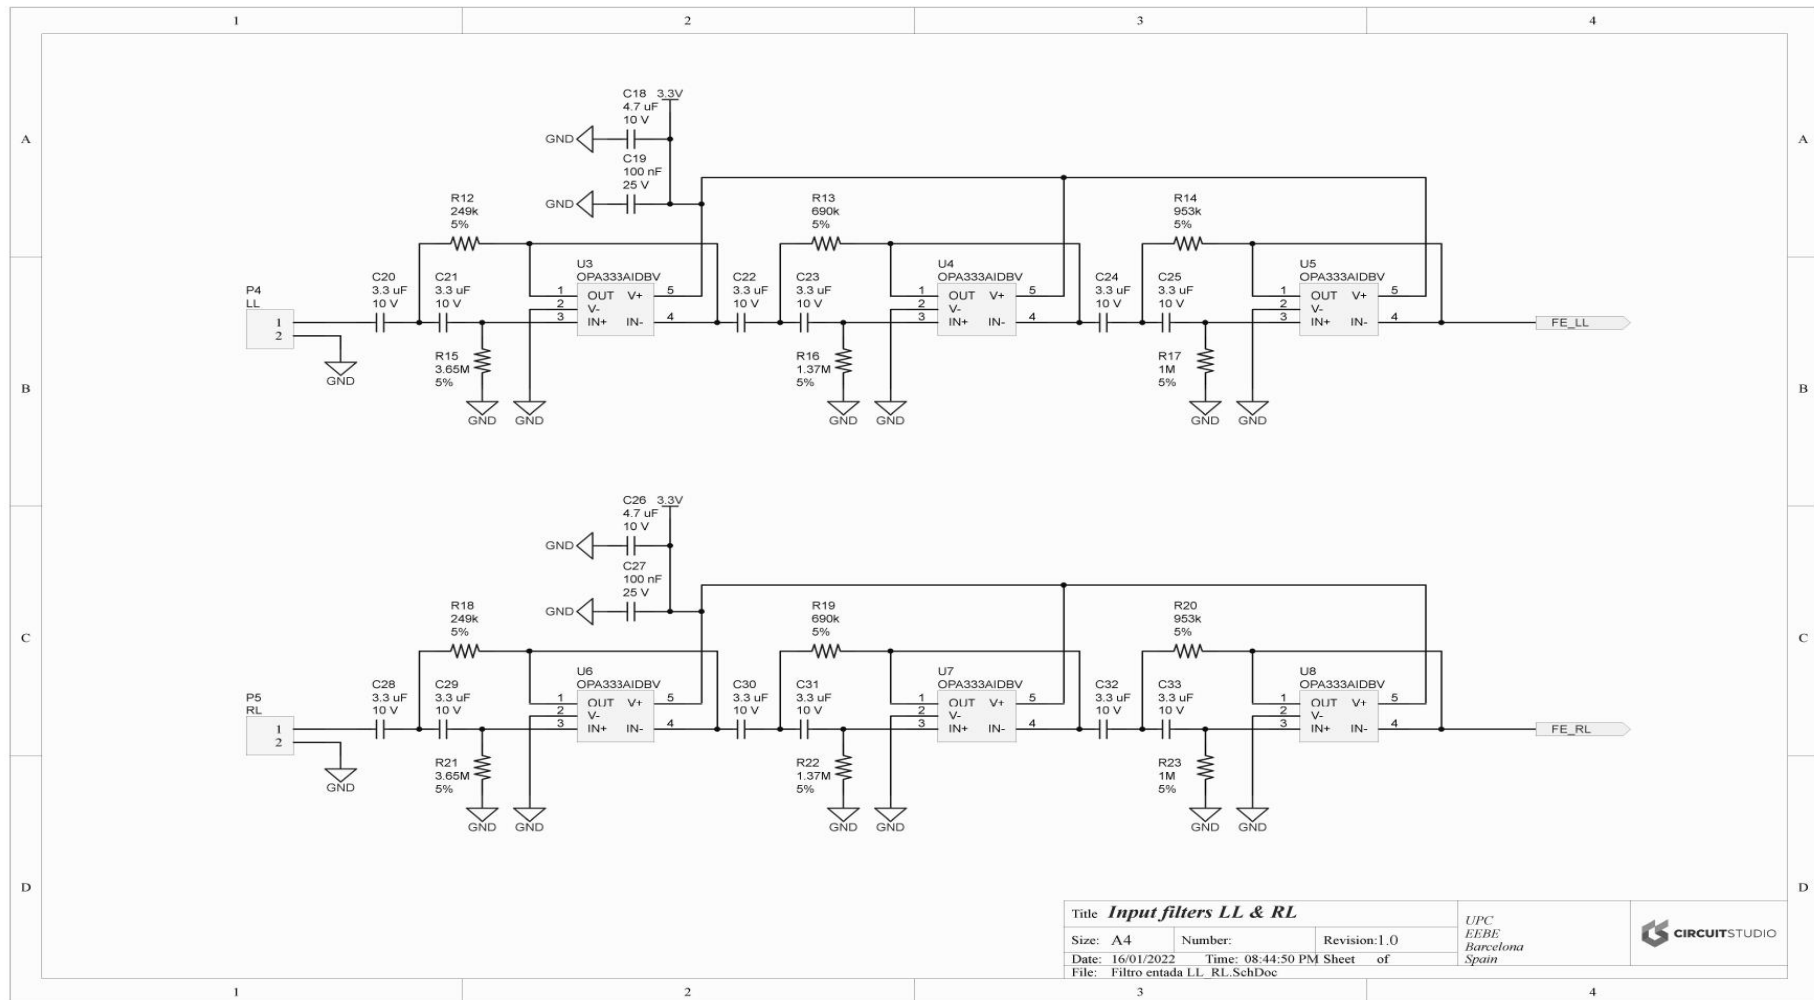 1 2 3 4
A A
B B
C C
D D
C18 3.3V
4.7 uF
10 V
GND
C19
100 nF
25 V
GND
R12
249k
5%
R13
690k
5%
R14
953k
5%
P4
LL
1
2
GND
C20
3.3 uF
10 V
C21
3.3 uF
10 V
U3
OPA333AIDBV
1 OUT V+ 5
2 V-
3 IN+ IN- 4
C22
3.3 uF
10 V
C23
3.3 uF
10 V
U4
OPA333AIDBV
1 OUT V+ 5
2 V-
3 IN+ IN- 4
C24
3.3 uF
10 V
C25
3.3 uF
10 V
U5
OPA333AIDBV
1 OUT V+ 5
2 V-
3 IN+ IN- 4
FE_LL
R15
3.65M
5%
R16
1.37M
5%
R17
1M
5%
GND GND GND GND GND GND
C26 3.3V
4.7 uF
10 V
GND
C27
100 nF
25 V
GND
R18
249k
5%
R19
690k
5%
R20
953k
5%
P5
RL
1
2
GND
C28
3.3 uF
10 V
C29
3.3 uF
10 V
U6
OPA333AIDBV
1 OUT V+ 5
2 V-
3 IN+ IN- 4
C30
3.3 uF
10 V
C31
3.3 uF
10 V
U7
OPA333AIDBV
1 OUT V+ 5
2 V-
3 IN+ IN- 4
C32
3.3 uF
10 V
C33
3.3 uF
10 V
U8
OPA333AIDBV
1 OUT V+ 5
2 V-
3 IN+ IN- 4
FE_RL
R21
3.65M
5%
R22
1.37M
5%
R23
1M
5%
GND GND GND GND GND GND
Title Input filters LL & RL
Size: A4 Number: Revision:1.0
Date: 16/01/2022 Time: 08:44:50 PM Sheet of
File: Filtro entada LL_RL.SchDoc
UPC
EEBE
Barcelona
Spain
CIRCUITSTUDIO
1 2 3 4